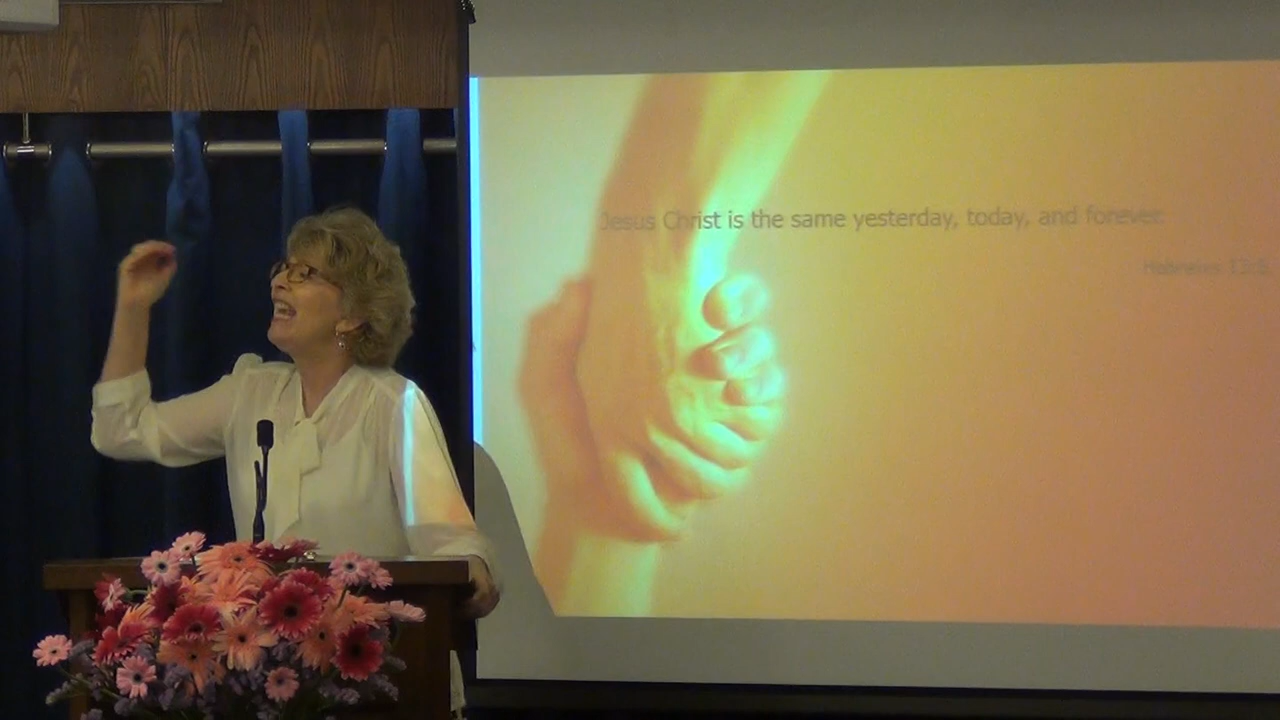 Jesus Christ is the same yesterday, today, and forever.
Hebrews 13:8